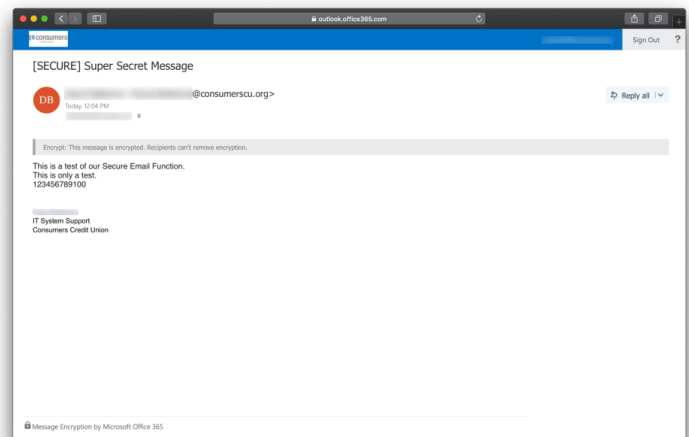 outlook.office365.com
consumers
Sign Out ?
[SECURE] Super Secret Message
DB
@consumerscu.org>
Reply all
Today, 12:04 PM
Encrypt: This message is encrypted. Recipients can't remove encryption.
This is a test of our Secure Email Function.
This is only a test.
123456789100
IT System Support
Consumers Credit Union
Message Encryption by Microsoft Office 365